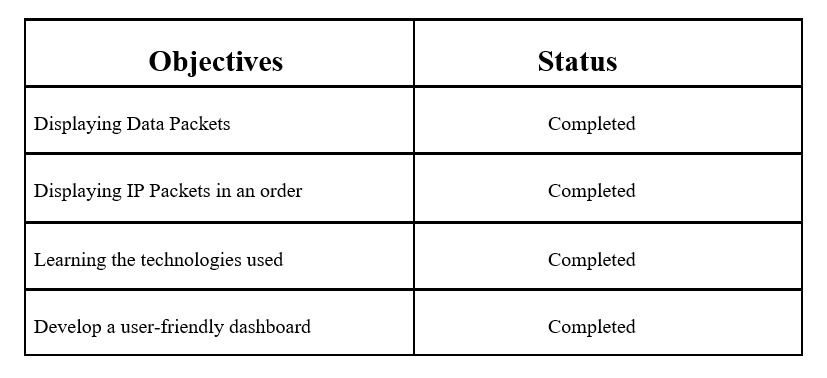 Objectives Status
Displaying Data Packets Completed
Displaying IP Packets in an order Completed
Learning the technologies used Completed
Develop a user-friendly dashboard Completed